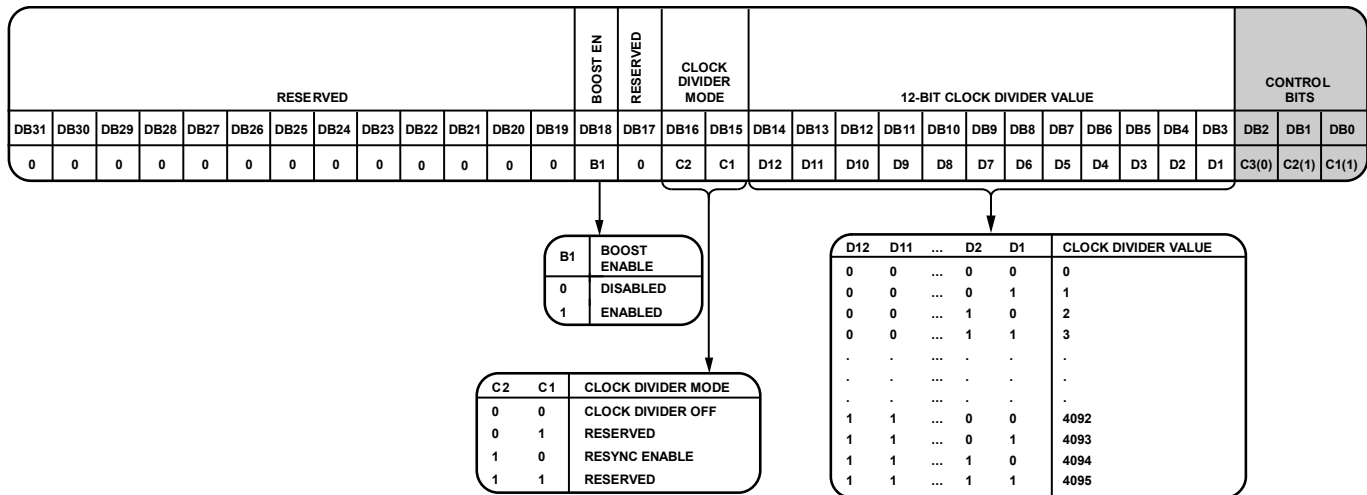 RESERVED BOOST EN RESERVED CLOCK DIVIDER MODE 12-BIT CLOCK DIVIDER VALUE CONTROL BITS
DB31 DB30 DB29 DB28 DB27 DB26 DB25 DB24 DB23 DB22 DB21 DB20 DB19 DB18 DB17 DB16 DB15 DB14 DB13 DB12 DB11 DB10 DB9 DB8 DB7 DB6 DB5 DB4 DB3 DB2 DB1 DB0
0 0 0 0 0 0 0 0 0 0 0 0 0 B1 0 C2 C1 D12 D11 D10 D9 D8 D7 D6 D5 D4 D3 D2 D1 C3(0) C2(1) C1(1)
B1 BOOST ENABLE
0 DISABLED
1 ENABLED
C2 C1 CLOCK DIVIDER MODE
0 0 CLOCK DIVIDER OFF
0 1 RESERVED
1 0 RESYNC ENABLE
1 1 RESERVED
D12 D11 ... D2 D1 CLOCK DIVIDER VALUE
0 0 ... 0 0 0
0 0 ... 0 1 1
0 0 ... 1 0 2
0 0 ... 1 1 3
. . ... . . .
. . ... . . .
. . ... . . .
1 1 ... 0 0 4092
1 1 ... 0 1 4093
1 1 ... 1 0 4094
1 1 ... 1 1 4095